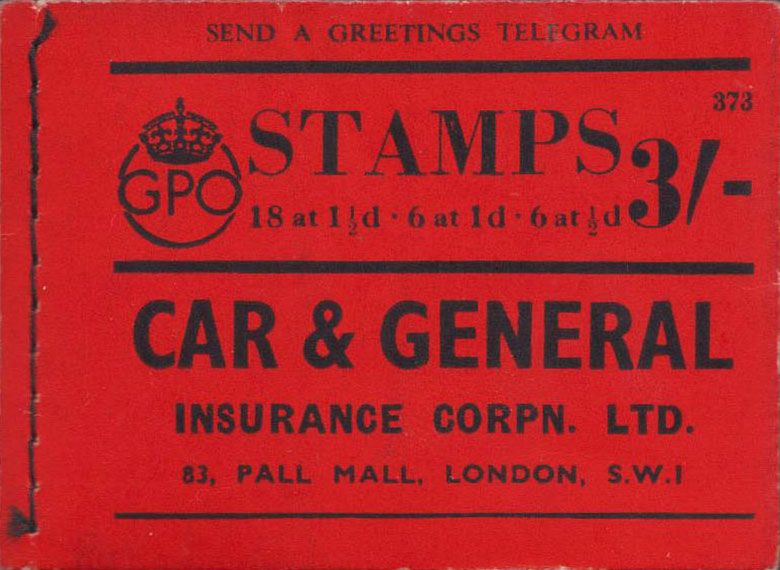 SEND A GREETINGS TELEGRAM
373
GPO
STAMPS 3/-
18 at 1½d · 6 at 1d · 6 at ½d
CAR & GENERAL
INSURANCE CORPN. LTD.
83, PALL MALL, LONDON, S.W.1